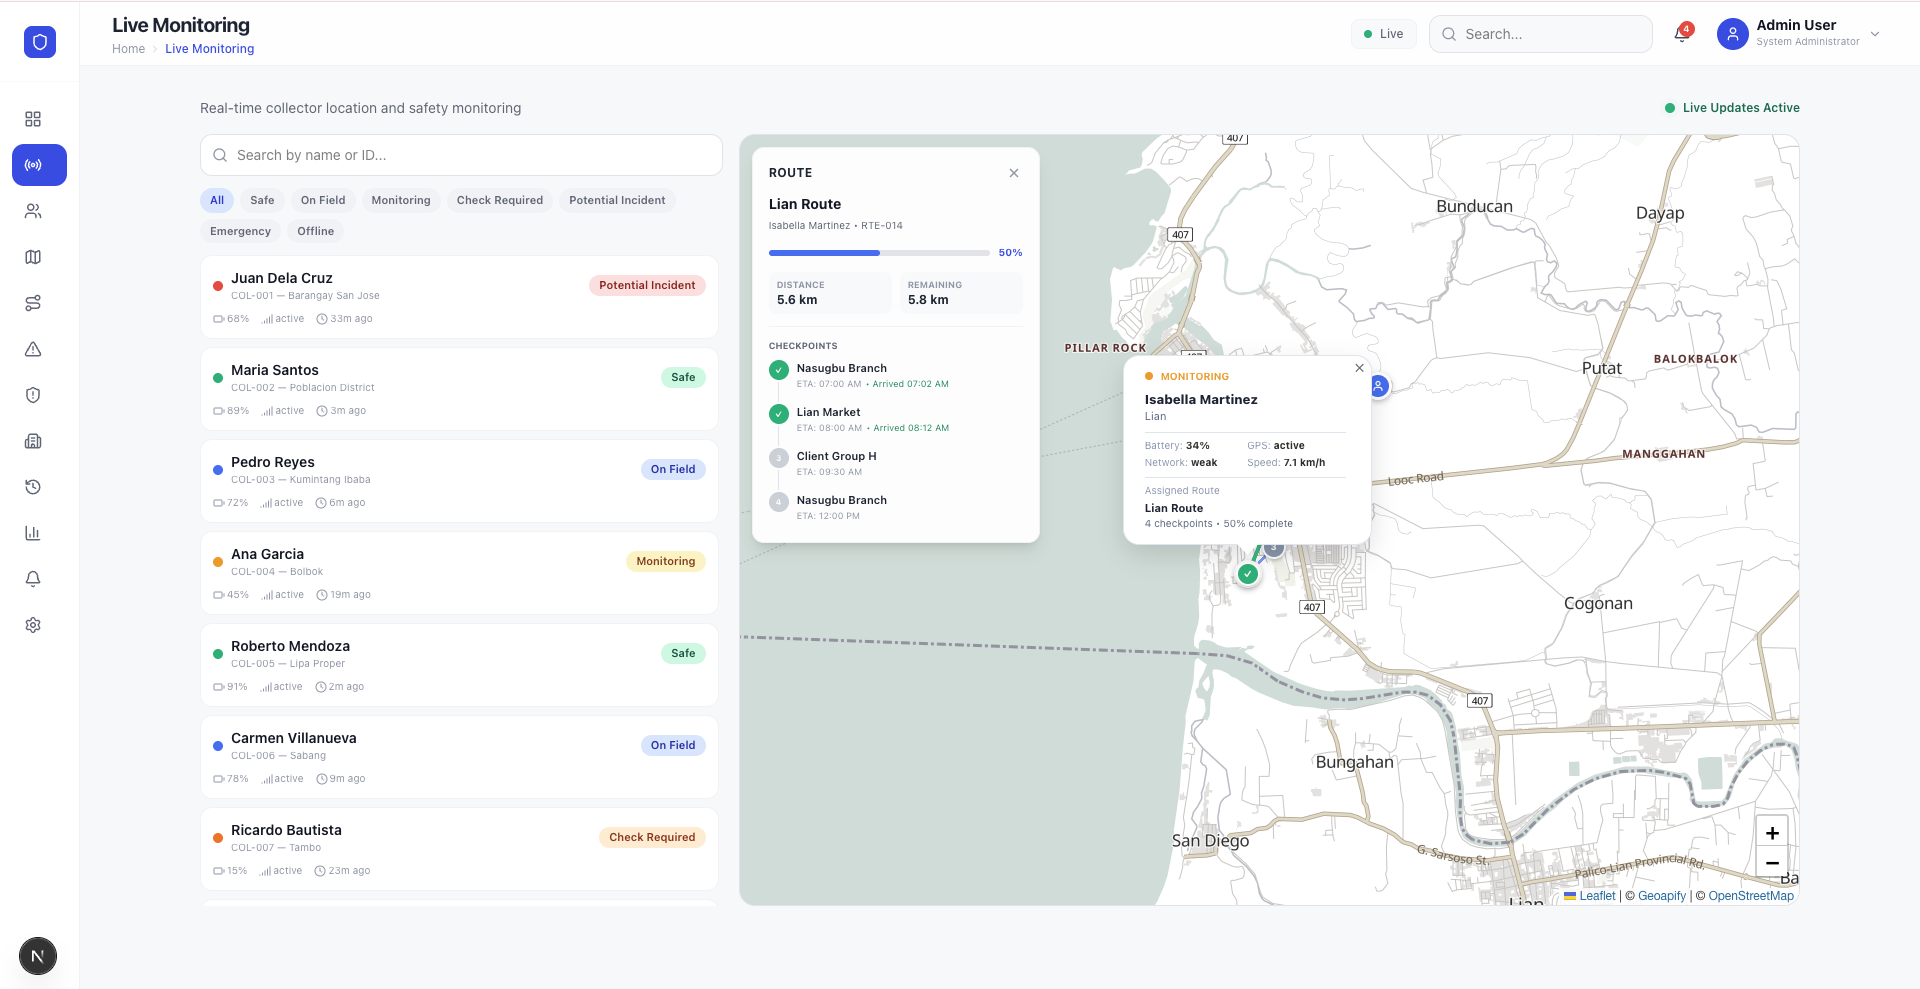 Live Monitoring
Home > Live Monitoring
Live
Search...
4
Admin User
System Administrator
Real-time collector location and safety monitoring
Live Updates Active
Search by name or ID...
All Safe On Field Monitoring Check Required Potential Incident
Emergency Offline
Juan Dela Cruz
COL-001 — Barangay San Jose
Potential Incident
68% active 33m ago
Maria Santos
COL-002 — Poblacion District
Safe
89% active 3m ago
Pedro Reyes
COL-003 — Kumintang Ibaba
On Field
72% active 6m ago
Ana Garcia
COL-004 — Bolbok
Monitoring
45% active 19m ago
Roberto Mendoza
COL-005 — Lipa Proper
Safe
91% active 2m ago
Carmen Villanueva
COL-006 — Sabang
On Field
78% active 9m ago
Ricardo Bautista
COL-007 — Tambo
Check Required
15% active 23m ago
ROUTE
Lian Route
Isabella Martinez • RTE-014
50%
DISTANCE
5.6 km
REMAINING
5.8 km
CHECKPOINTS
Nasugbu Branch
ETA: 07:00 AM • Arrived 07:02 AM
Lian Market
ETA: 08:00 AM • Arrived 08:12 AM
3
Client Group H
ETA: 09:30 AM
4
Nasugbu Branch
ETA: 12:00 PM
407
Bunducan
Dayap
407
PILLAR ROCK
407
BALOKBALOK
Putat
MONITORING
Isabella Martinez
Lian
Battery: 34% GPS: active
Network: weak Speed: 7.1 km/h
Assigned Route
Lian Route
4 checkpoints • 50% complete
MANGGAHAN
Looc Road
3
407
Cogonan
407
Bungahan
San Diego
G. Sarsoso St.
Palico-Lian Provincial Rd.
+
−
Ba
Lian
Leaflet | © Geoapify | © OpenStreetMap
N